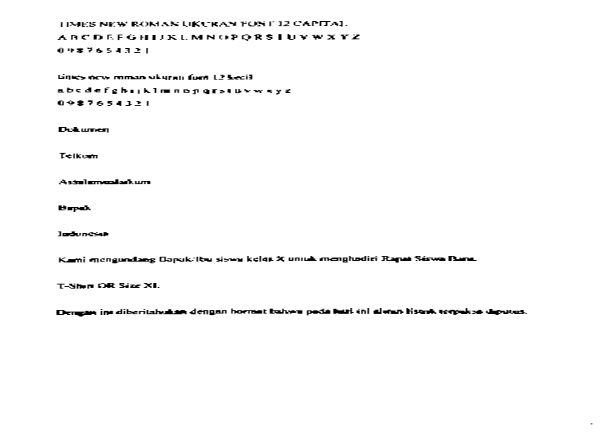 TIMES NEW ROMAN UKURAN FONT 12 CAPITAL
A B C D E F G H I J K L M N O P Q R S T U V W X Y Z
0 9 8 7 6 5 4 3 2 1
times new roman ukuran font 12 kecil
a b c d e f g h i j k l m n o p q r s t u v w x y z
0 9 8 7 6 5 4 3 2 1
Dokumen
Telkom
Assalamualaikum
Bapak
Indonesia
Kami mengundang Bapak/Ibu siswa kelas X untuk menghadiri Rapat Siswa Baru.
T-Shirt OR Size XL
Dengan ini diberitahukan dengan hormat bahwa pada hari ini aliran listrik terpaksa diputus.